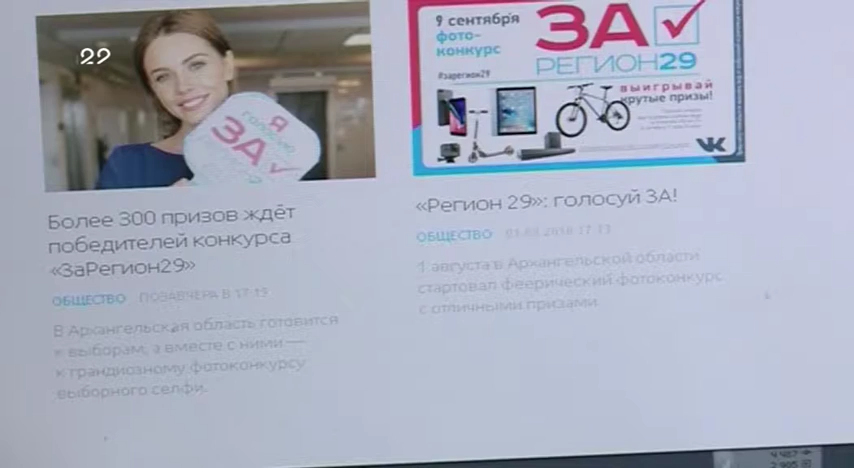 29
Я
ГОЛОСУЮ
ЗА
9 сентября
фото-
конкурс
#зарегион29
ЗА
РЕГИОН29
выигрывай
крутые призы!
Более 300 призов ждёт
победителей конкурса
«ЗаРегион29»
ОБЩЕСТВО ПОЗАВЧЕРА В 17:19
В Архангельская область готовится
к выборам, а вместе с ними —
к грандиозному фотоконкурсу
выборного селфи.
«Регион 29»: голосуй ЗА!
ОБЩЕСТВО
1 августа в Архангельской области
стартовал феерический фотоконкурс
с отличными призами